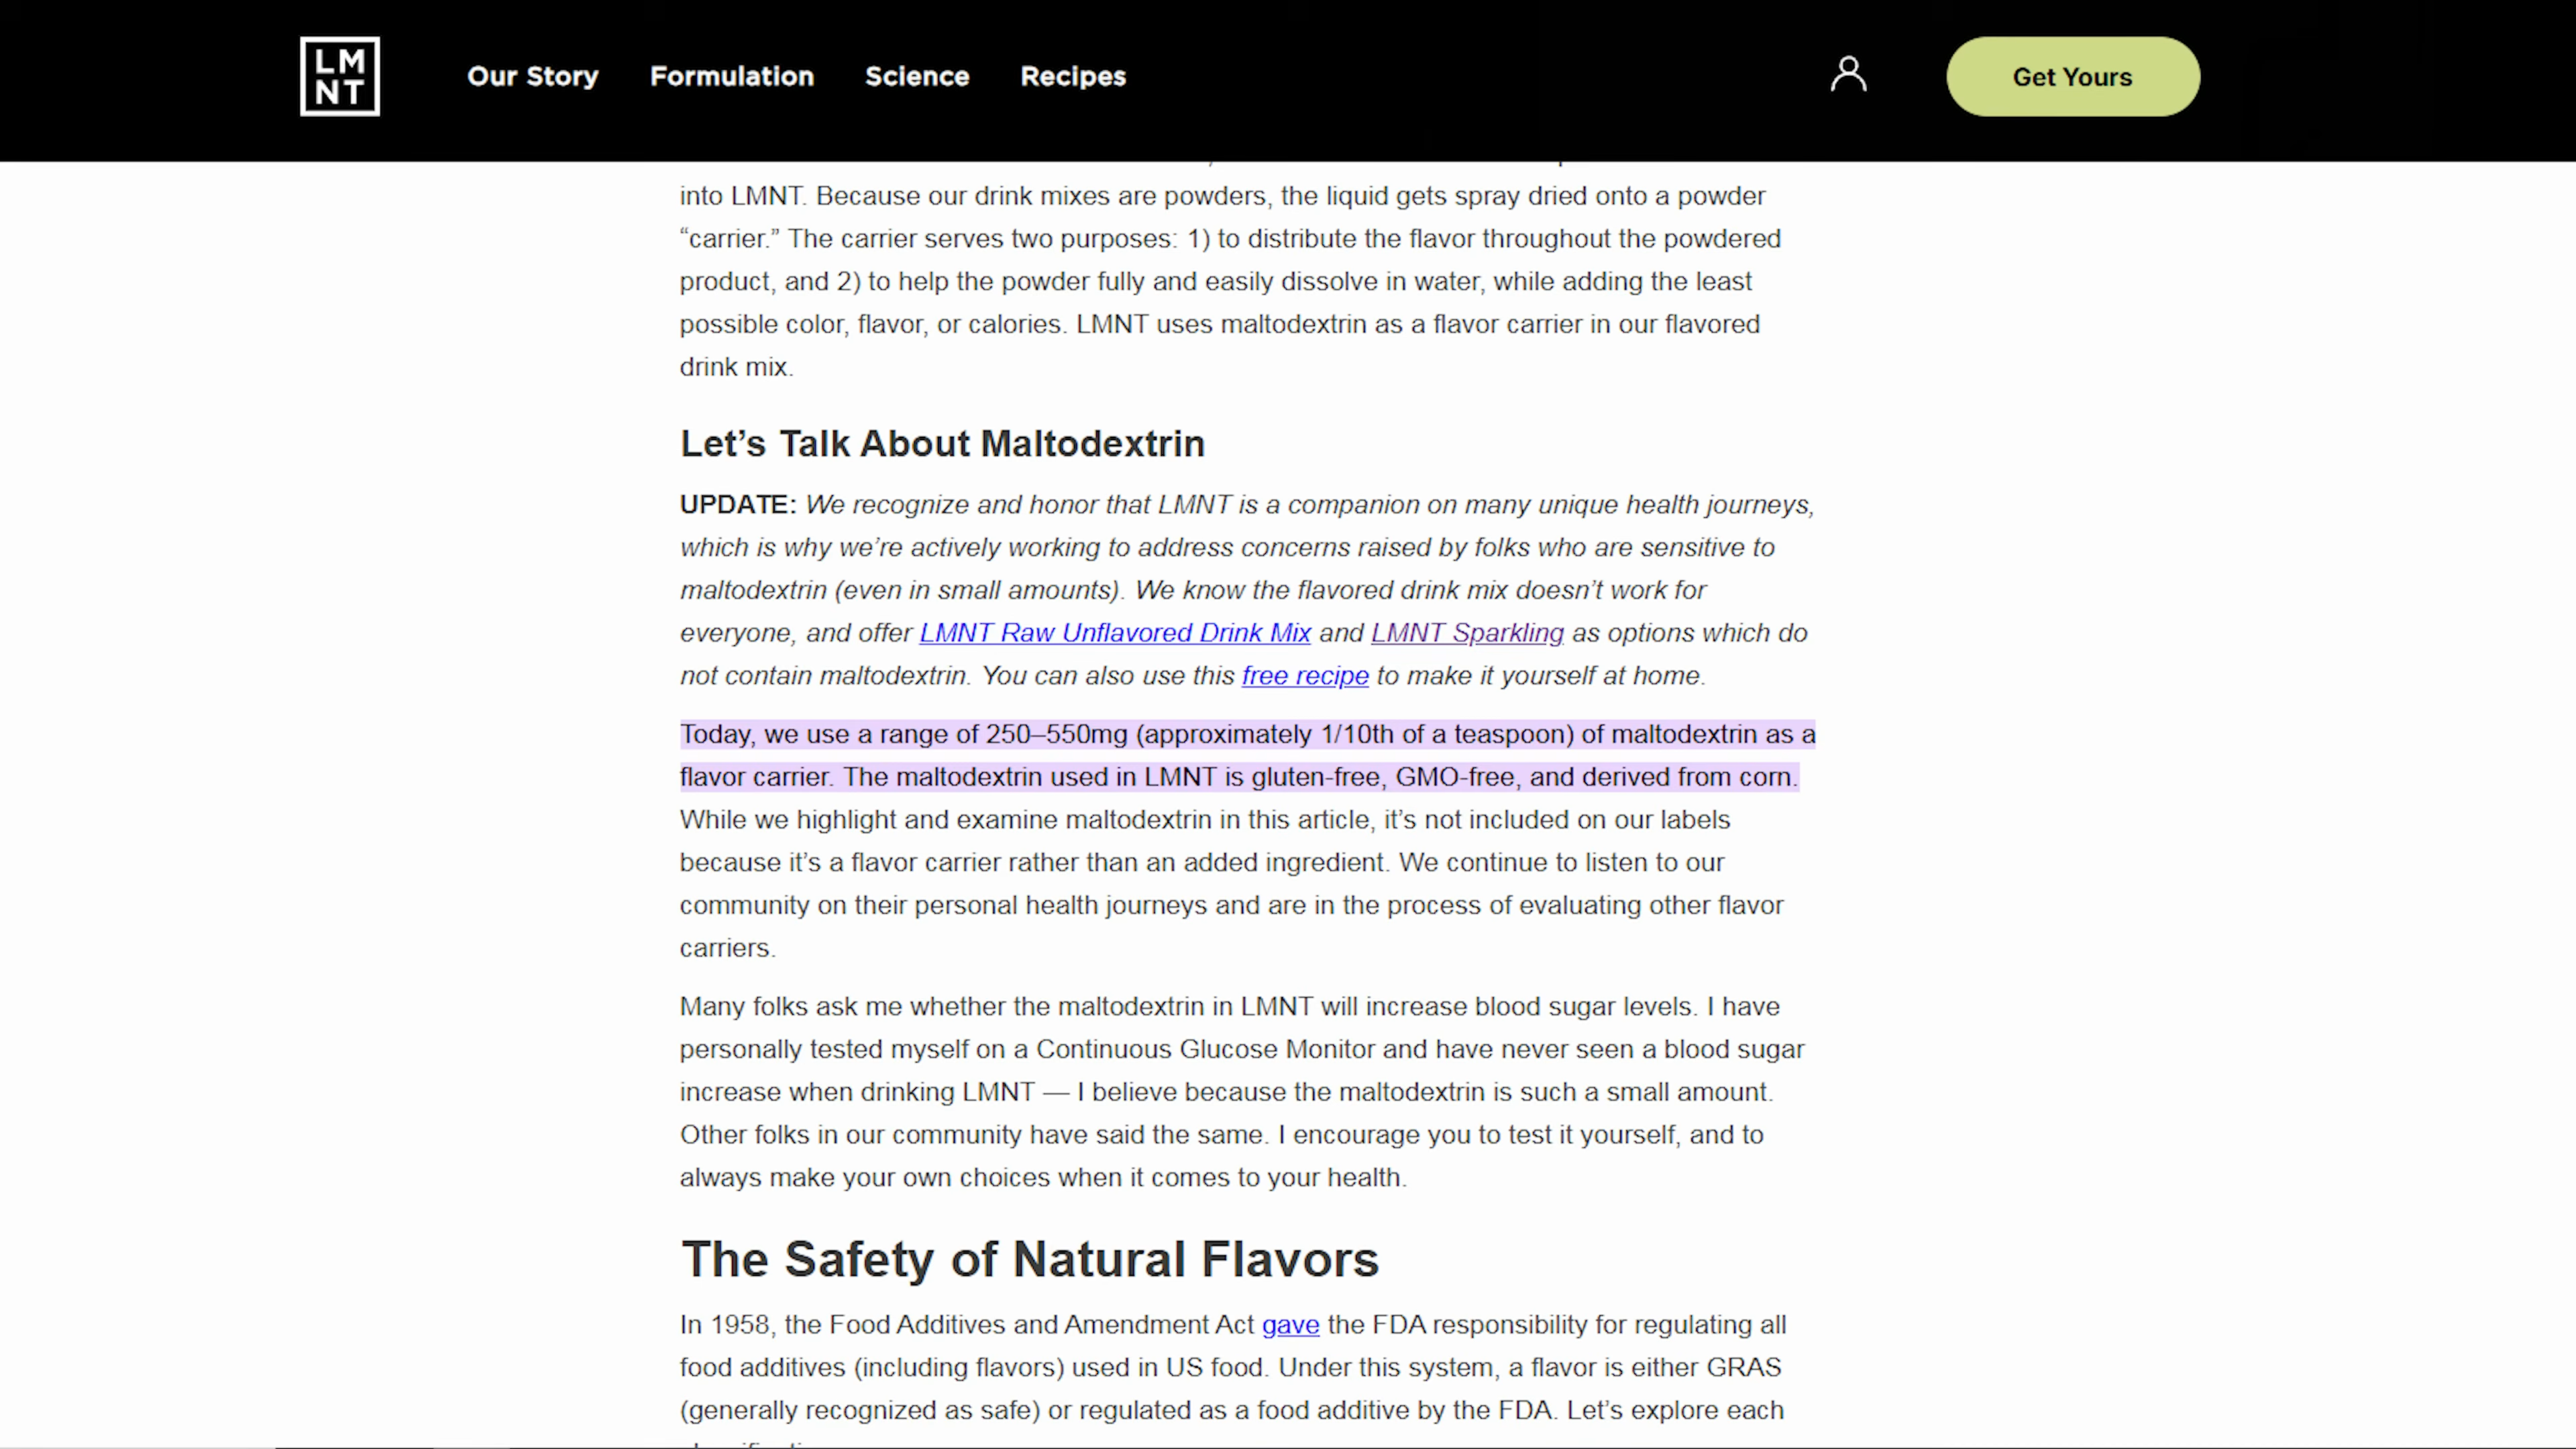 LM
NT
Our Story
Formulation
Science
Recipes
Get Yours
into LMNT. Because our drink mixes are powders, the liquid gets spray dried onto a powder
“carrier.” The carrier serves two purposes: 1) to distribute the flavor throughout the powdered
product, and 2) to help the powder fully and easily dissolve in water, while adding the least
possible color, flavor, or calories. LMNT uses maltodextrin as a flavor carrier in our flavored
drink mix.
Let’s Talk About Maltodextrin
UPDATE: We recognize and honor that LMNT is a companion on many unique health journeys,
which is why we’re actively working to address concerns raised by folks who are sensitive to
maltodextrin (even in small amounts). We know the flavored drink mix doesn’t work for
everyone, and offer LMNT Raw Unflavored Drink Mix and LMNT Sparkling as options which do
not contain maltodextrin. You can also use this free recipe to make it yourself at home.
Today, we use a range of 250–550mg (approximately 1/10th of a teaspoon) of maltodextrin as a
flavor carrier. The maltodextrin used in LMNT is gluten-free, GMO-free, and derived from corn.
While we highlight and examine maltodextrin in this article, it’s not included on our labels
because it’s a flavor carrier rather than an added ingredient. We continue to listen to our
community on their personal health journeys and are in the process of evaluating other flavor
carriers.
Many folks ask me whether the maltodextrin in LMNT will increase blood sugar levels. I have
personally tested myself on a Continuous Glucose Monitor and have never seen a blood sugar
increase when drinking LMNT — I believe because the maltodextrin is such a small amount.
Other folks in our community have said the same. I encourage you to test it yourself, and to
always make your own choices when it comes to your health.
The Safety of Natural Flavors
In 1958, the Food Additives and Amendment Act gave the FDA responsibility for regulating all
food additives (including flavors) used in US food. Under this system, a flavor is either GRAS
(generally recognized as safe) or regulated as a food additive by the FDA. Let’s explore each